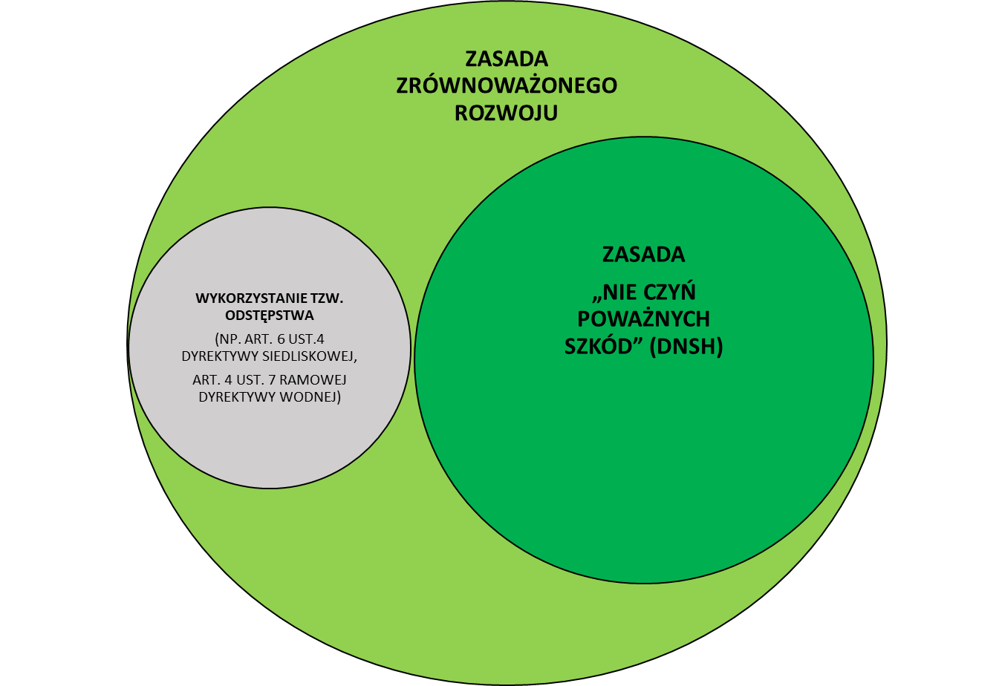 ZASADA
ZRÓWNOWAŻONEGO
ROZWOJU
WYKORZYSTANIE TZW.
ODSTĘPSTWA
(NP. ART. 6 UST.4
DYREKTYWY SIEDLISKOWEJ,
ART. 4 UST. 7 RAMOWEJ
DYREKTYWY WODNEJ)
ZASADA
„NIE CZYŃ
POWAŻNYCH
SZKÓD” (DNSH)